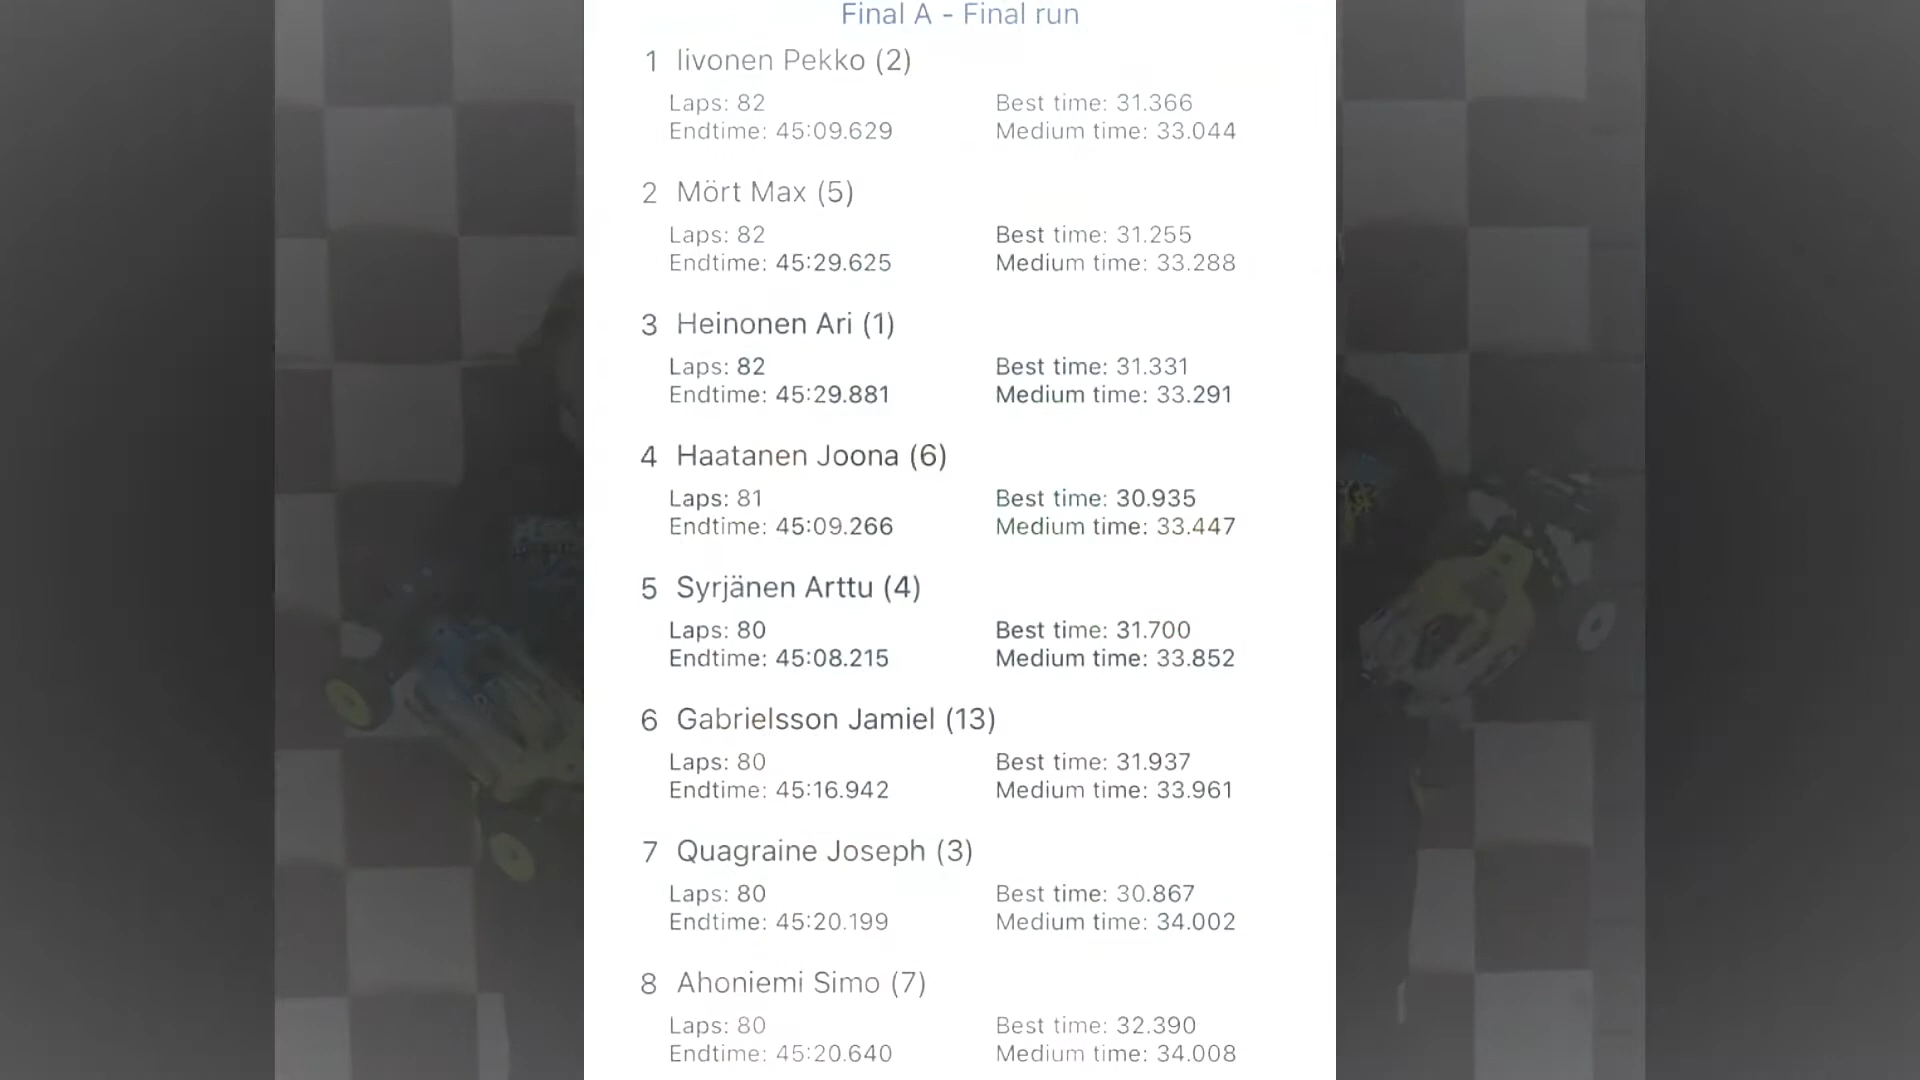 Final A - Final run
1 Iivonen Pekko (2)
Laps: 82 Best time: 31.366
Endtime: 45:09.629 Medium time: 33.044
2 Mört Max (5)
Laps: 82 Best time: 31.255
Endtime: 45:29.625 Medium time: 33.288
3 Heinonen Ari (1)
Laps: 82 Best time: 31.331
Endtime: 45:29.881 Medium time: 33.291
4 Haatanen Joona (6)
Laps: 81 Best time: 30.935
Endtime: 45:09.266 Medium time: 33.447
5 Syrjänen Arttu (4)
Laps: 80 Best time: 31.700
Endtime: 45:08.215 Medium time: 33.852
6 Gabrielsson Jamiel (13)
Laps: 80 Best time: 31.937
Endtime: 45:16.942 Medium time: 33.961
7 Quagraine Joseph (3)
Laps: 80 Best time: 30.867
Endtime: 45:20.199 Medium time: 34.002
8 Ahoniemi Simo (7)
Laps: 80 Best time: 32.390
Endtime: 45:20.640 Medium time: 34.008